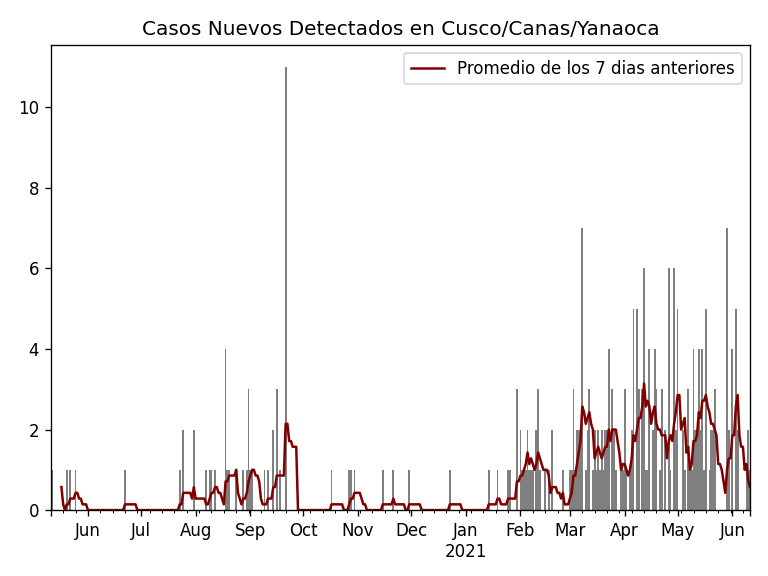 Casos Nuevos Detectados en Cusco/Canas/Yanaoca
Promedio de los 7 dias anteriores
10
8
6
4
2
0
Jun Jul Aug Sep Oct Nov Dec Jan Feb Mar Apr May Jun
2021